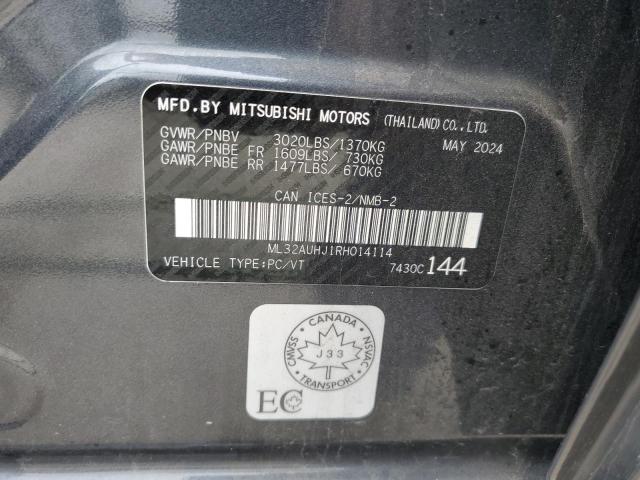 MFD.BY MITSUBISHI MOTORS (THAILAND)CO.,LTD.
GVWR/PNBV 3020LBS/1370KG MAY 2024
GAWR/PNBE FR 1609LBS/ 730KG
GAWR/PNBE RR 1477LBS/ 670KG
CAN ICES-2/NMB-2
ML32AUHJ1RH014114
VEHICLE TYPE:PC/VT 7430C 144
CANADA
CMVSS
NSVAC
J33
TRANSPORT
EC